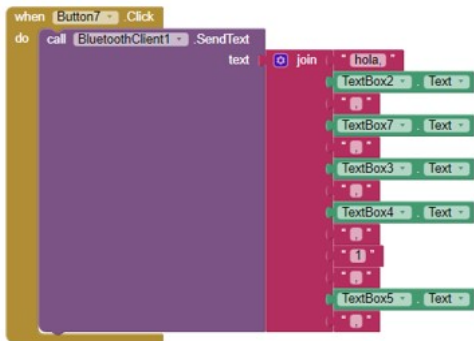 when Button7 .Click
do call BluetoothClient1 .SendText
text join " hola, "
TextBox2 . Text
" , "
TextBox7 . Text
" , "
TextBox3 . Text
" , "
TextBox4 . Text
" , "
" 1 "
" , "
TextBox5 . Text
" , "